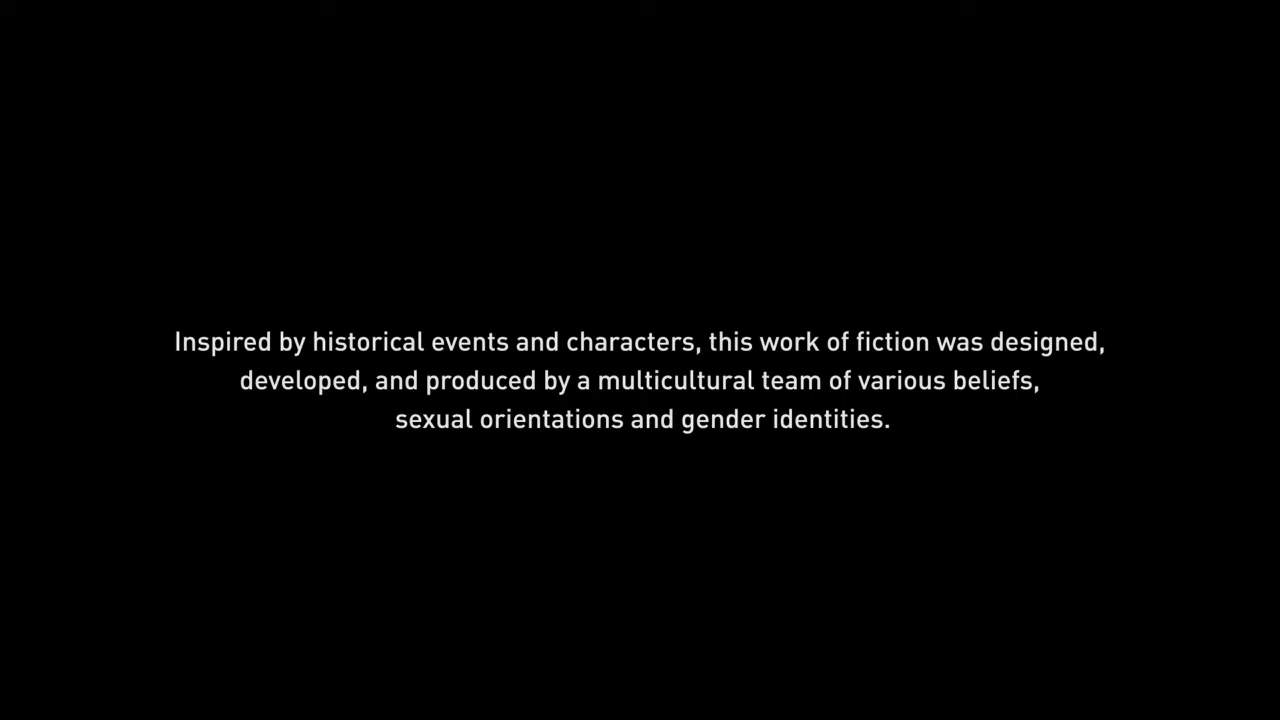 Inspired by historical events and characters, this work of fiction was designed,
developed, and produced by a multicultural team of various beliefs,
sexual orientations and gender identities.